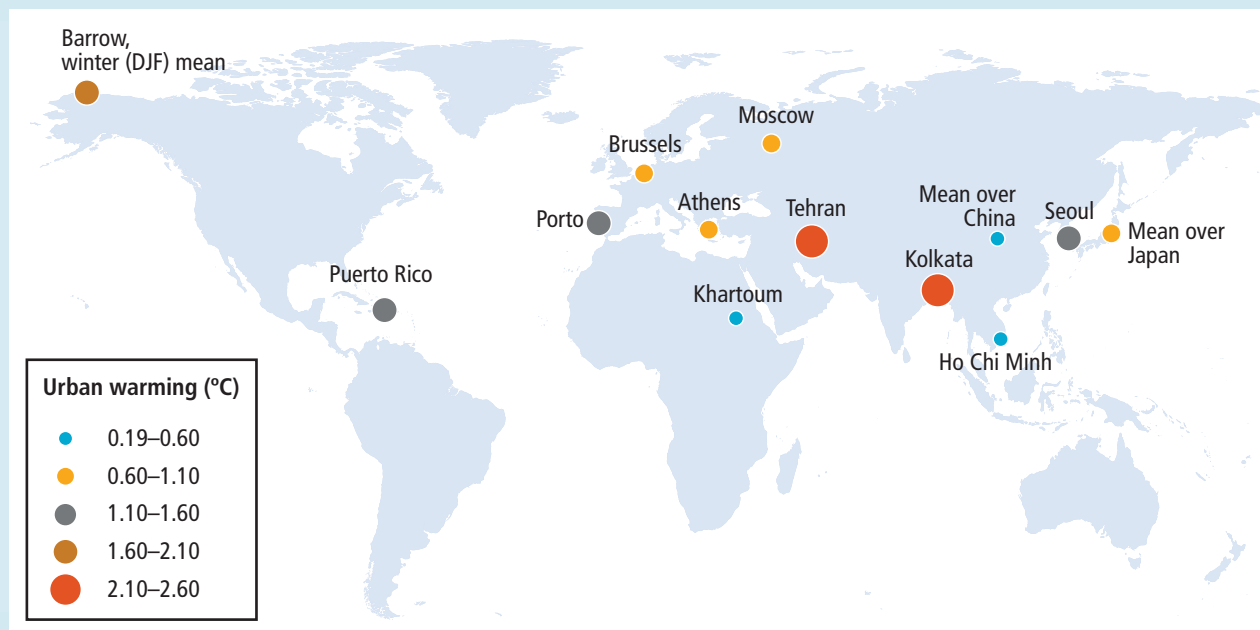 Barrow,
winter (DJF) mean
Moscow
Brussels
Mean over
China
Athens
Tehran
Seoul
Porto
Mean over
Japan
Kolkata
Puerto Rico
Khartoum
Ho Chi Minh
Urban warming (ºC)
0.19–0.60
0.60–1.10
1.10–1.60
1.60–2.10
2.10–2.60